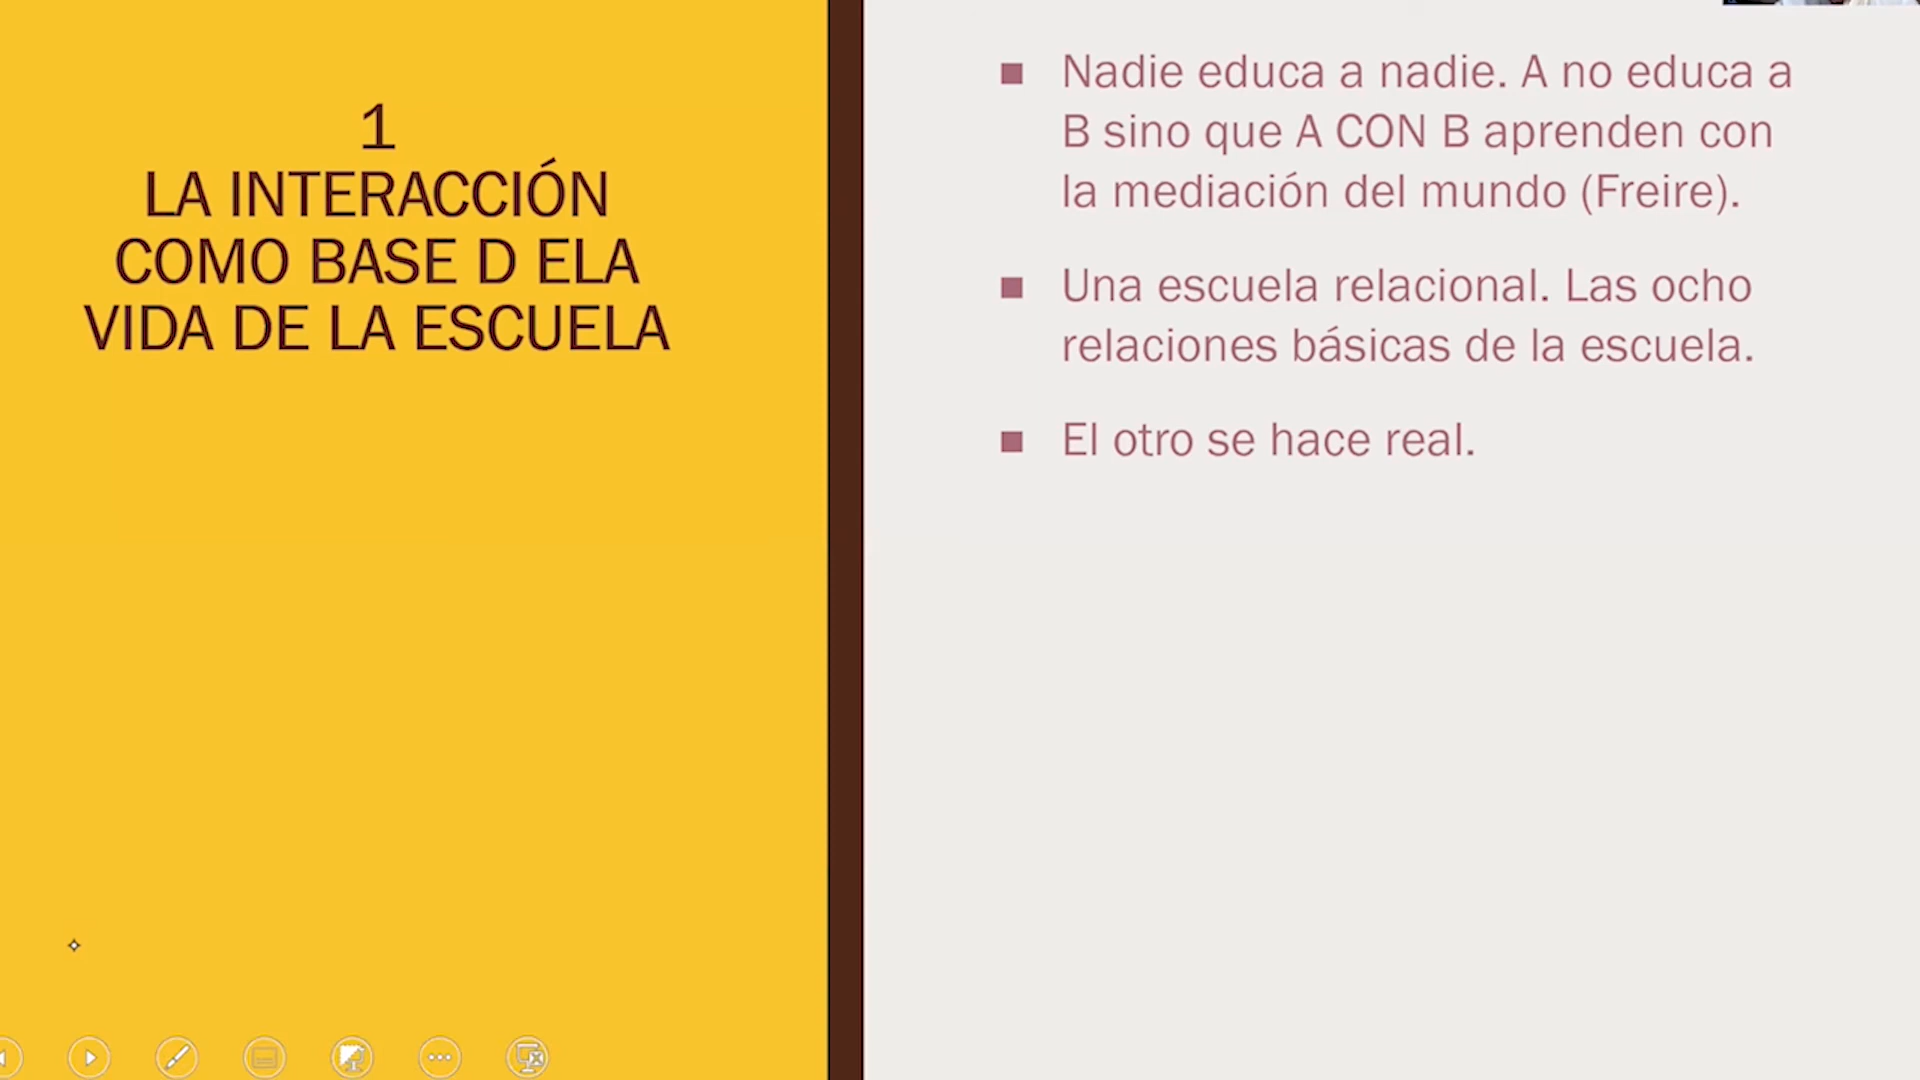 1
LA INTERACCIÓN
COMO BASE D ELA
VIDA DE LA ESCUELA
■ Nadie educa a nadie. A no educa a
B sino que A CON B aprenden con
la mediación del mundo (Freire).
■ Una escuela relacional. Las ocho
relaciones básicas de la escuela.
■ El otro se hace real.